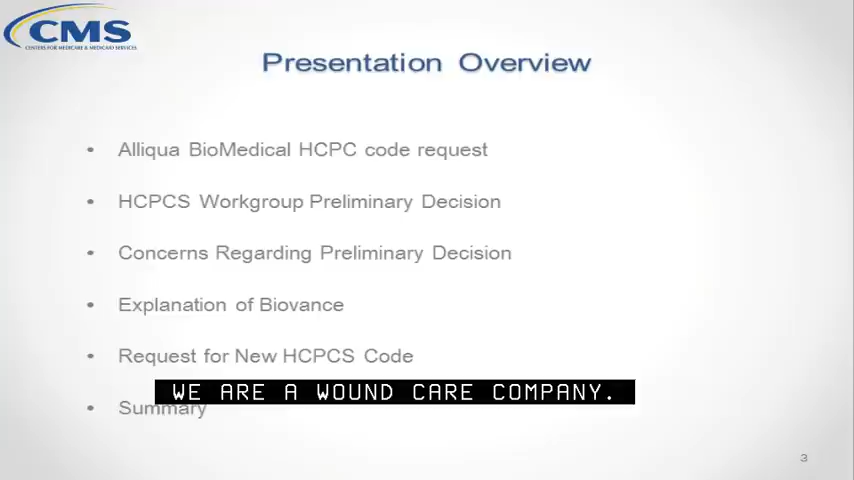 CMS
CENTERS FOR MEDICARE & MEDICAID SERVICES
Presentation Overview
• Alliqua BioMedical HCPC code request
• HCPCS Workgroup Preliminary Decision
• Concerns Regarding Preliminary Decision
• Explanation of Biovance
• Request for New HCPCS Code
WE ARE A WOUND CARE COMPANY.
• Summary
3